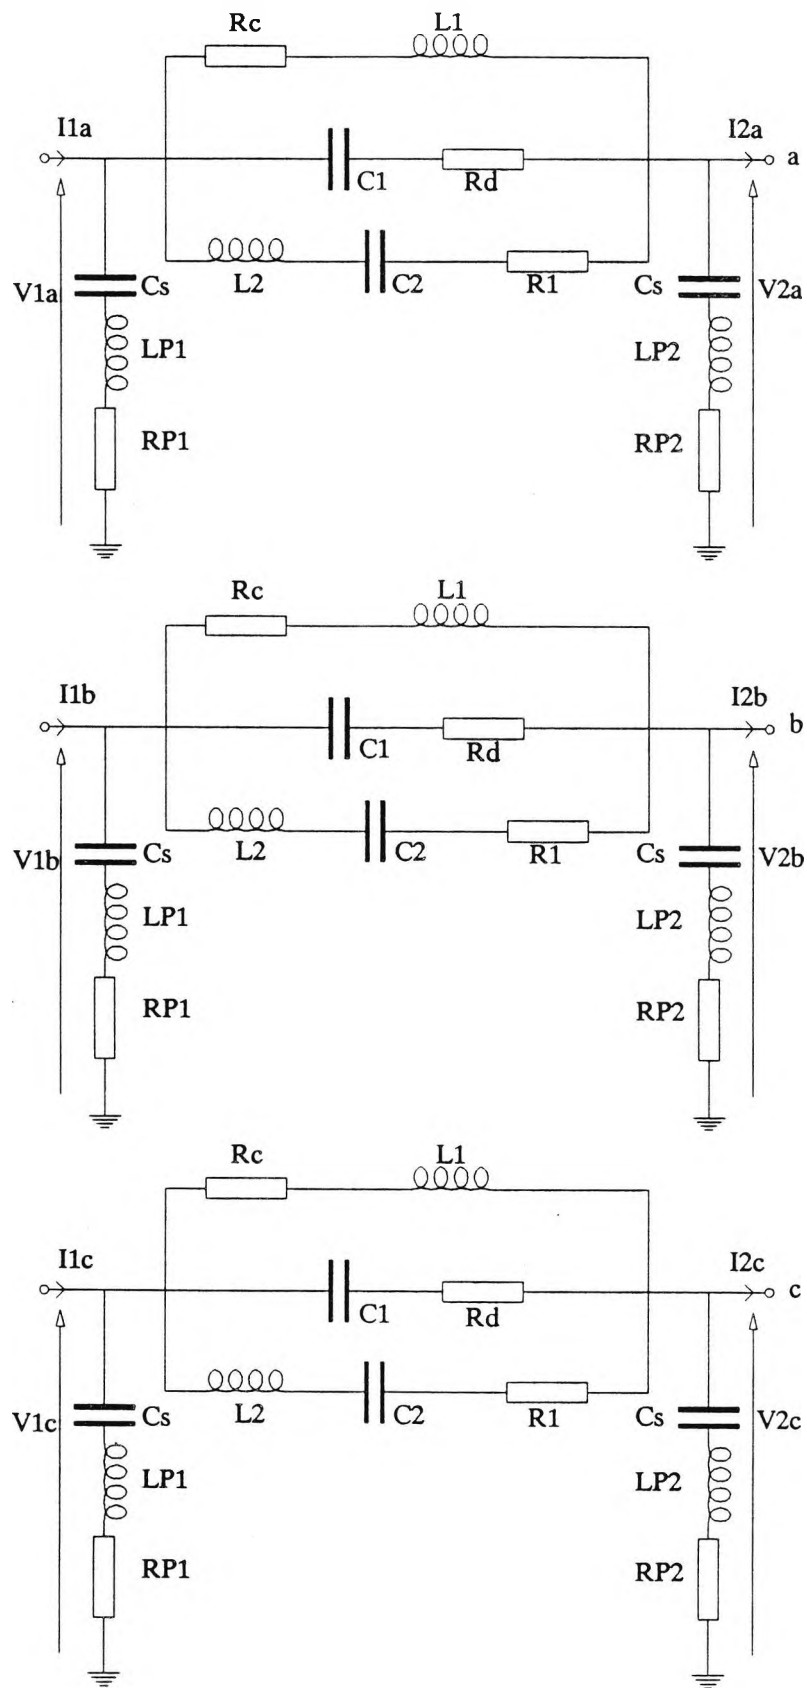 Rc L1
I1a I2a
a
C1 Rd
V1a Cs L2 C2 R1 Cs V2a
LP1 LP2
RP1 RP2
Rc L1
I1b I2b
b
C1 Rd
V1b Cs L2 C2 R1 Cs V2b
LP1 LP2
RP1 RP2
Rc L1
I1c I2c
c
C1 Rd
V1c Cs L2 C2 R1 Cs V2c
LP1 LP2
RP1 RP2